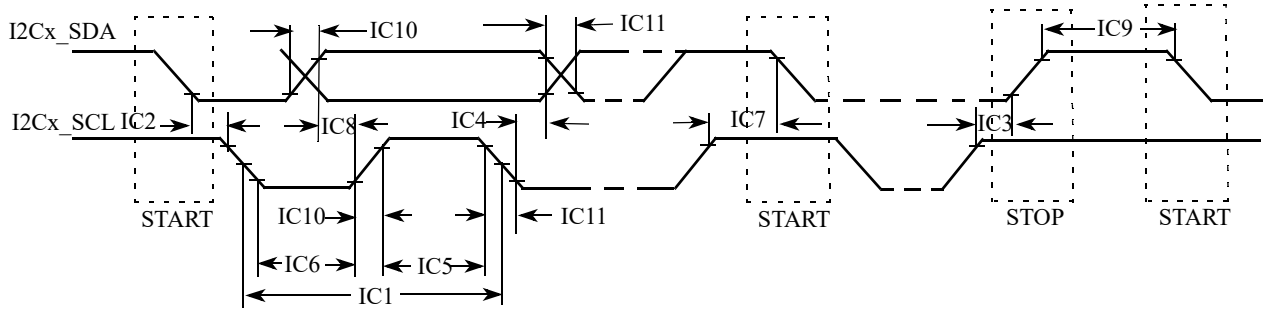 I2Cx_SDA
IC10
IC11
IC9
I2Cx_SCL
IC2
IC8
IC4
IC7
IC3
START
IC10
IC11
START
STOP
START
IC6
IC5
IC1